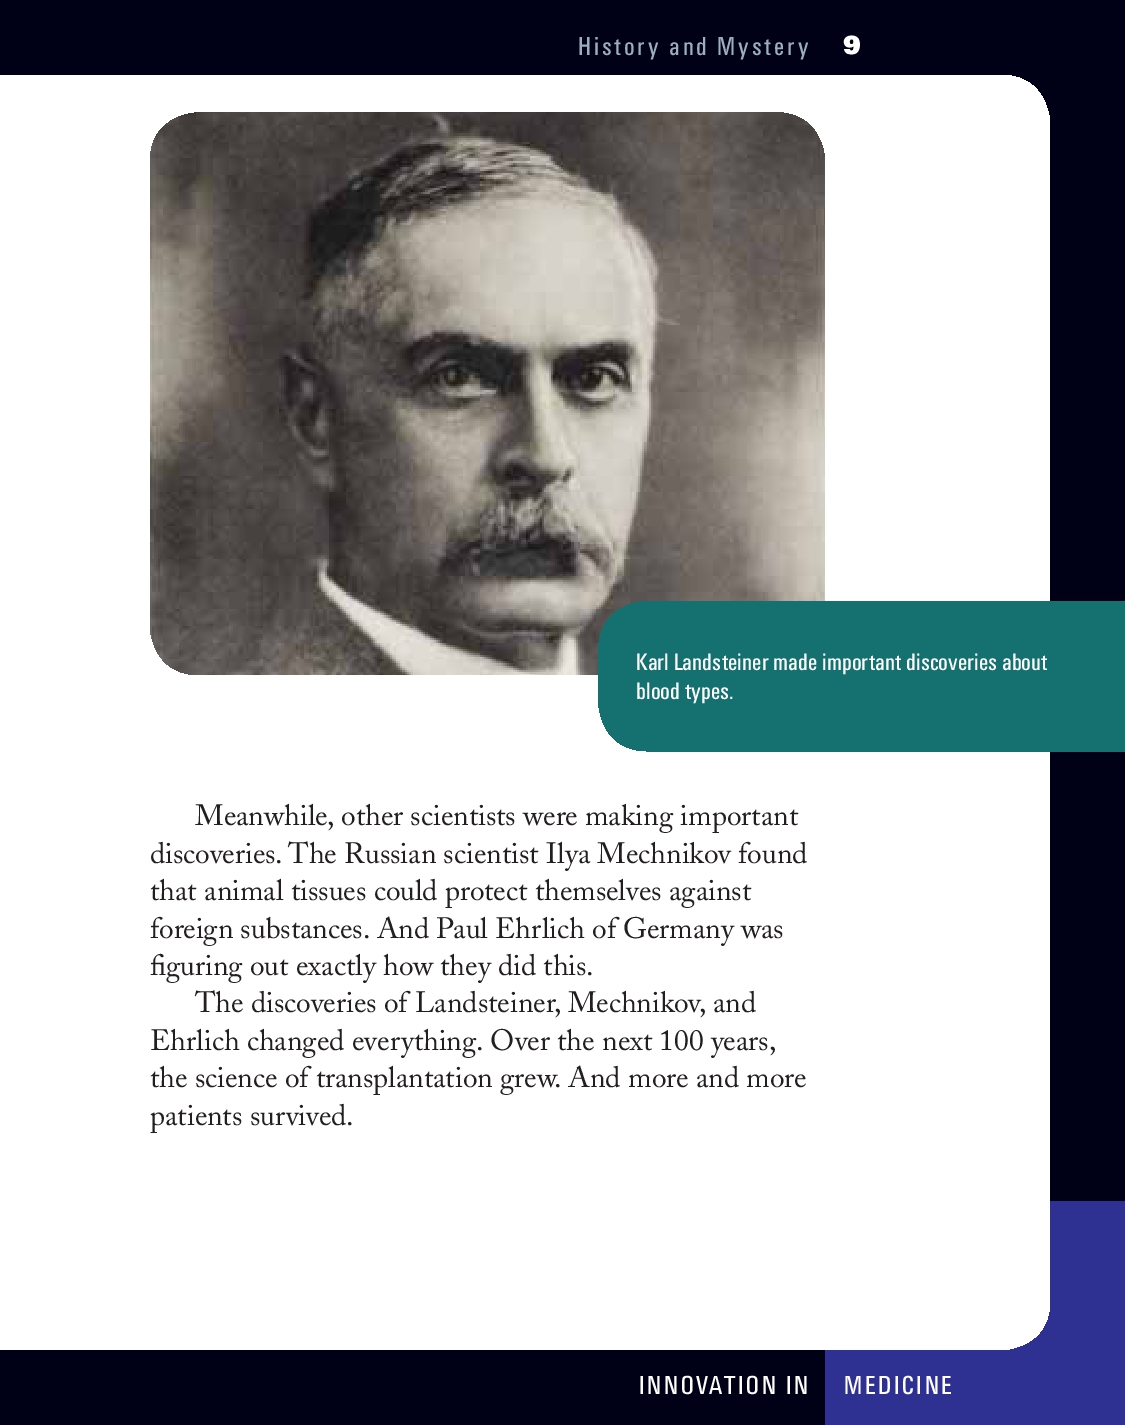 History and Mystery 9
Karl Landsteiner made important discoveries about
blood types.
Meanwhile, other scientists were making important
discoveries. The Russian scientist Ilya Mechnikov found
that animal tissues could protect themselves against
foreign substances. And Paul Ehrlich of Germany was
figuring out exactly how they did this.
The discoveries of Landsteiner, Mechnikov, and
Ehrlich changed everything. Over the next 100 years,
the science of transplantation grew. And more and more
patients survived.
INNOVATION IN MEDICINE